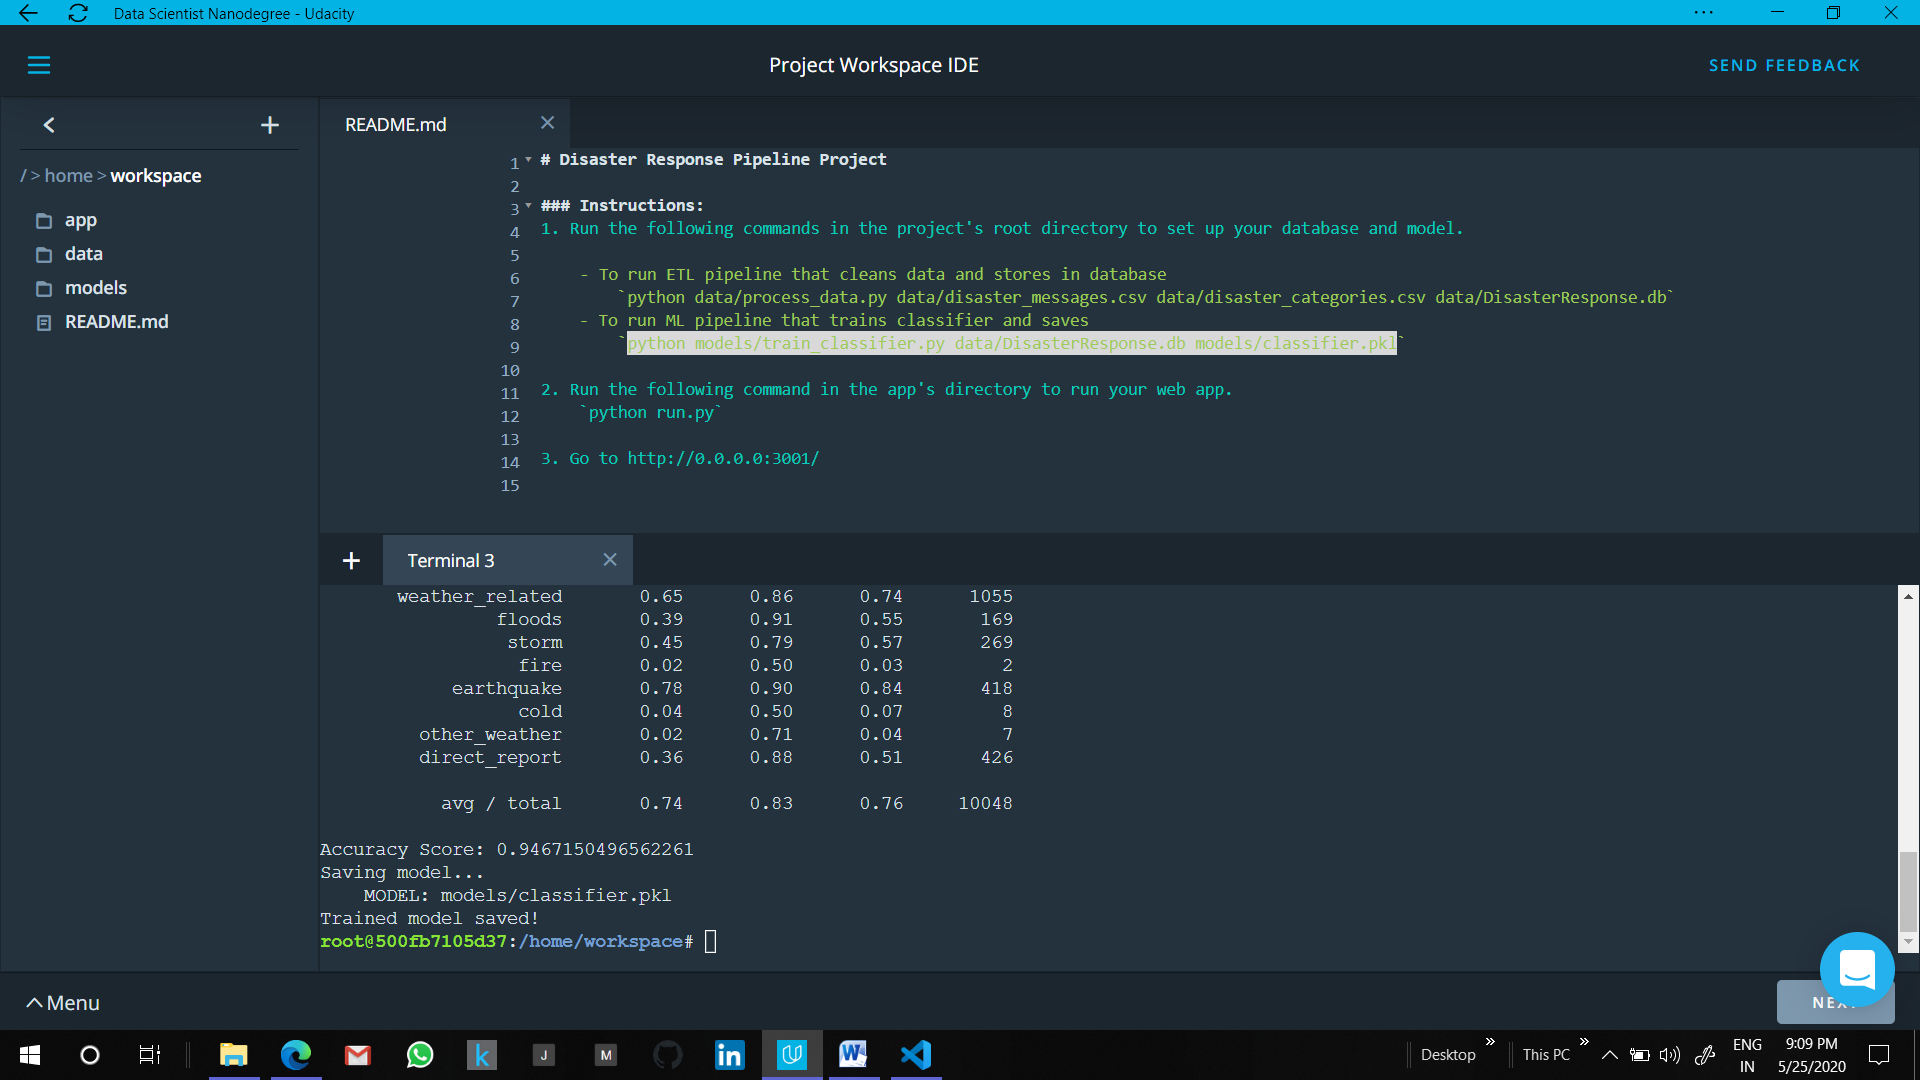 Data Scientist Nanodegree - Udacity
Project Workspace IDE
SEND FEEDBACK
/ > home > workspace
app
data
models
README.md
README.md
1 # Disaster Response Pipeline Project
2
3 ### Instructions:
4 1. Run the following commands in the project's root directory to set up your database and model.
5
6 - To run ETL pipeline that cleans data and stores in database
7 `python data/process_data.py data/disaster_messages.csv data/disaster_categories.csv data/DisasterResponse.db`
8 - To run ML pipeline that trains classifier and saves
9 `python models/train_classifier.py data/DisasterResponse.db models/classifier.pkl`
10
11 2. Run the following command in the app's directory to run your web app.
12 `python run.py`
13
14 3. Go to http://0.0.0.0:3001/
15
Terminal 3
weather_related 0.65 0.86 0.74 1055
floods 0.39 0.91 0.55 169
storm 0.45 0.79 0.57 269
fire 0.02 0.50 0.03 2
earthquake 0.78 0.90 0.84 418
cold 0.04 0.50 0.07 8
other_weather 0.02 0.71 0.04 7
direct_report 0.36 0.88 0.51 426
avg / total 0.74 0.83 0.76 10048
Accuracy Score: 0.9467150496562261
Saving model...
MODEL: models/classifier.pkl
Trained model saved!
root@500fb7105d37:/home/workspace#
Menu
k
J
M
in
U
W
Desktop
This PC
ENG
IN
9:09 PM
5/25/2020